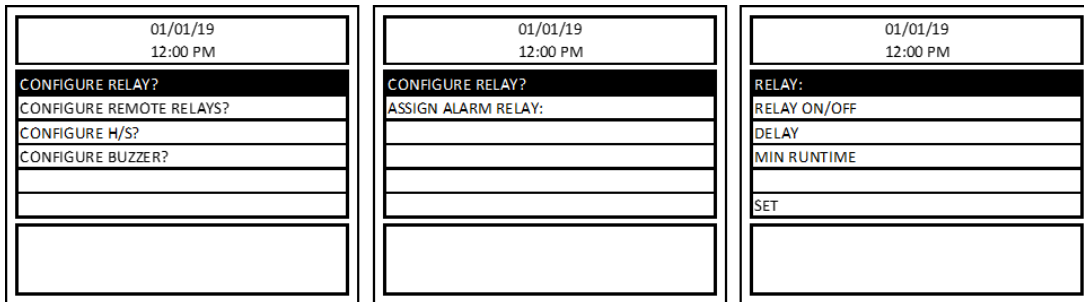 01/01/19
12:00 PM
CONFIGURE RELAY?
CONFIGURE REMOTE RELAYS?
CONFIGURE H/S?
CONFIGURE BUZZER?
01/01/19
12:00 PM
CONFIGURE RELAY?
ASSIGN ALARM RELAY:
01/01/19
12:00 PM
RELAY:
RELAY ON/OFF
DELAY
MIN RUNTIME
SET